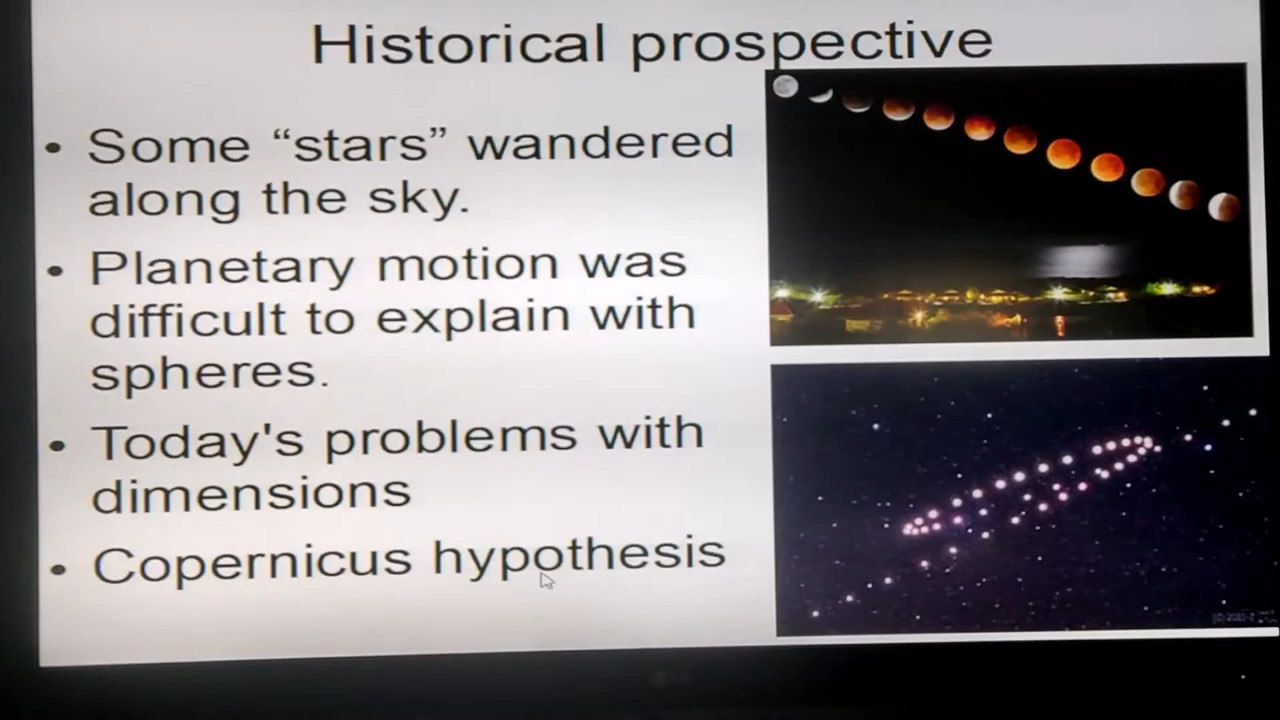 Historical prospective
• Some “stars” wandered
along the sky.
• Planetary motion was
difficult to explain with
spheres.
• Today's problems with
dimensions
• Copernicus hypothesis